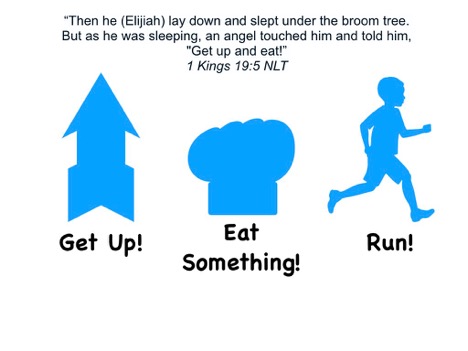 “Then he (Elijiah) lay down and slept under the broom tree.
But as he was sleeping, an angel touched him and told him,
"Get up and eat!”
1 Kings 19:5 NLT
Get Up!
Eat
Something!
Run!